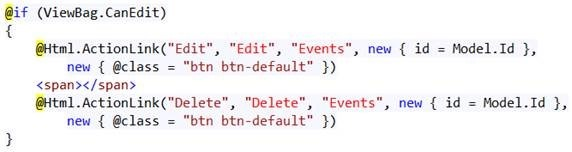 @if (ViewBag.CanEdit)
{
    @Html.ActionLink("Edit", "Edit", "Events", new { id = Model.Id },
        new { @class = "btn btn-default" })
    <span></span>
    @Html.ActionLink("Delete", "Delete", "Events", new { id = Model.Id },
        new { @class = "btn btn-default" })
}